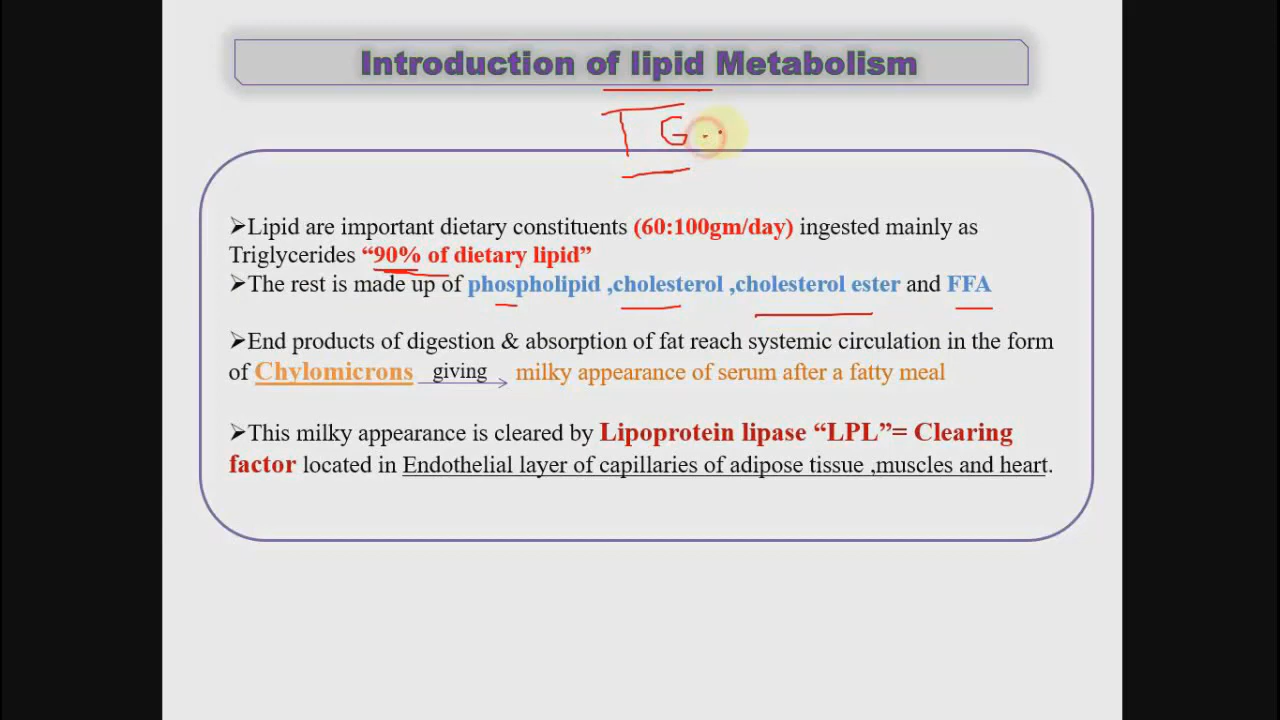 Introduction of lipid Metabolism
TG
➢Lipid are important dietary constituents (60:100gm/day) ingested mainly as
Triglycerides “90% of dietary lipid”
➢The rest is made up of phospholipid ,cholesterol ,cholesterol ester and FFA
➢End products of digestion & absorption of fat reach systemic circulation in the form
of Chylomicrons giving milky appearance of serum after a fatty meal
➢This milky appearance is cleared by Lipoprotein lipase “LPL”= Clearing
factor located in Endothelial layer of capillaries of adipose tissue ,muscles and heart.